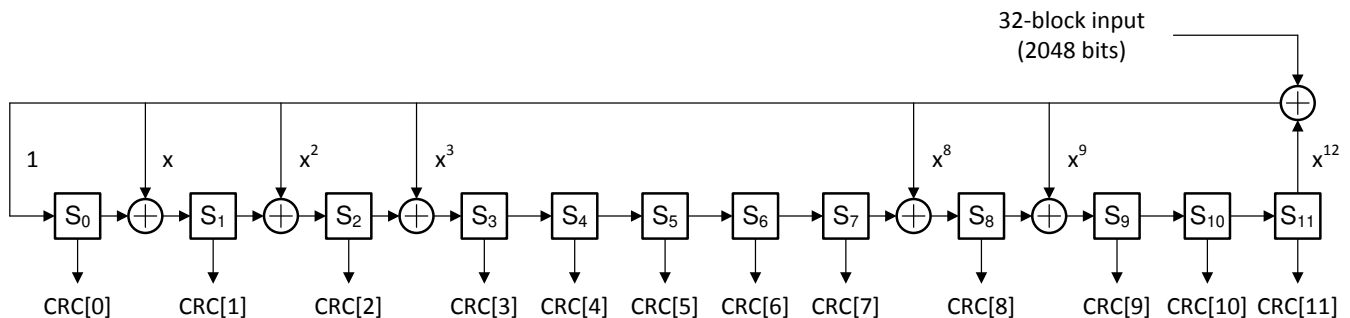 32-block input
(2048 bits)
1 x x² x³ x⁸ x⁹ x¹²
S₀ S₁ S₂ S₃ S₄ S₅ S₆ S₇ S₈ S₉ S₁₀ S₁₁
CRC[0] CRC[1] CRC[2] CRC[3] CRC[4] CRC[5] CRC[6] CRC[7] CRC[8] CRC[9] CRC[10] CRC[11]